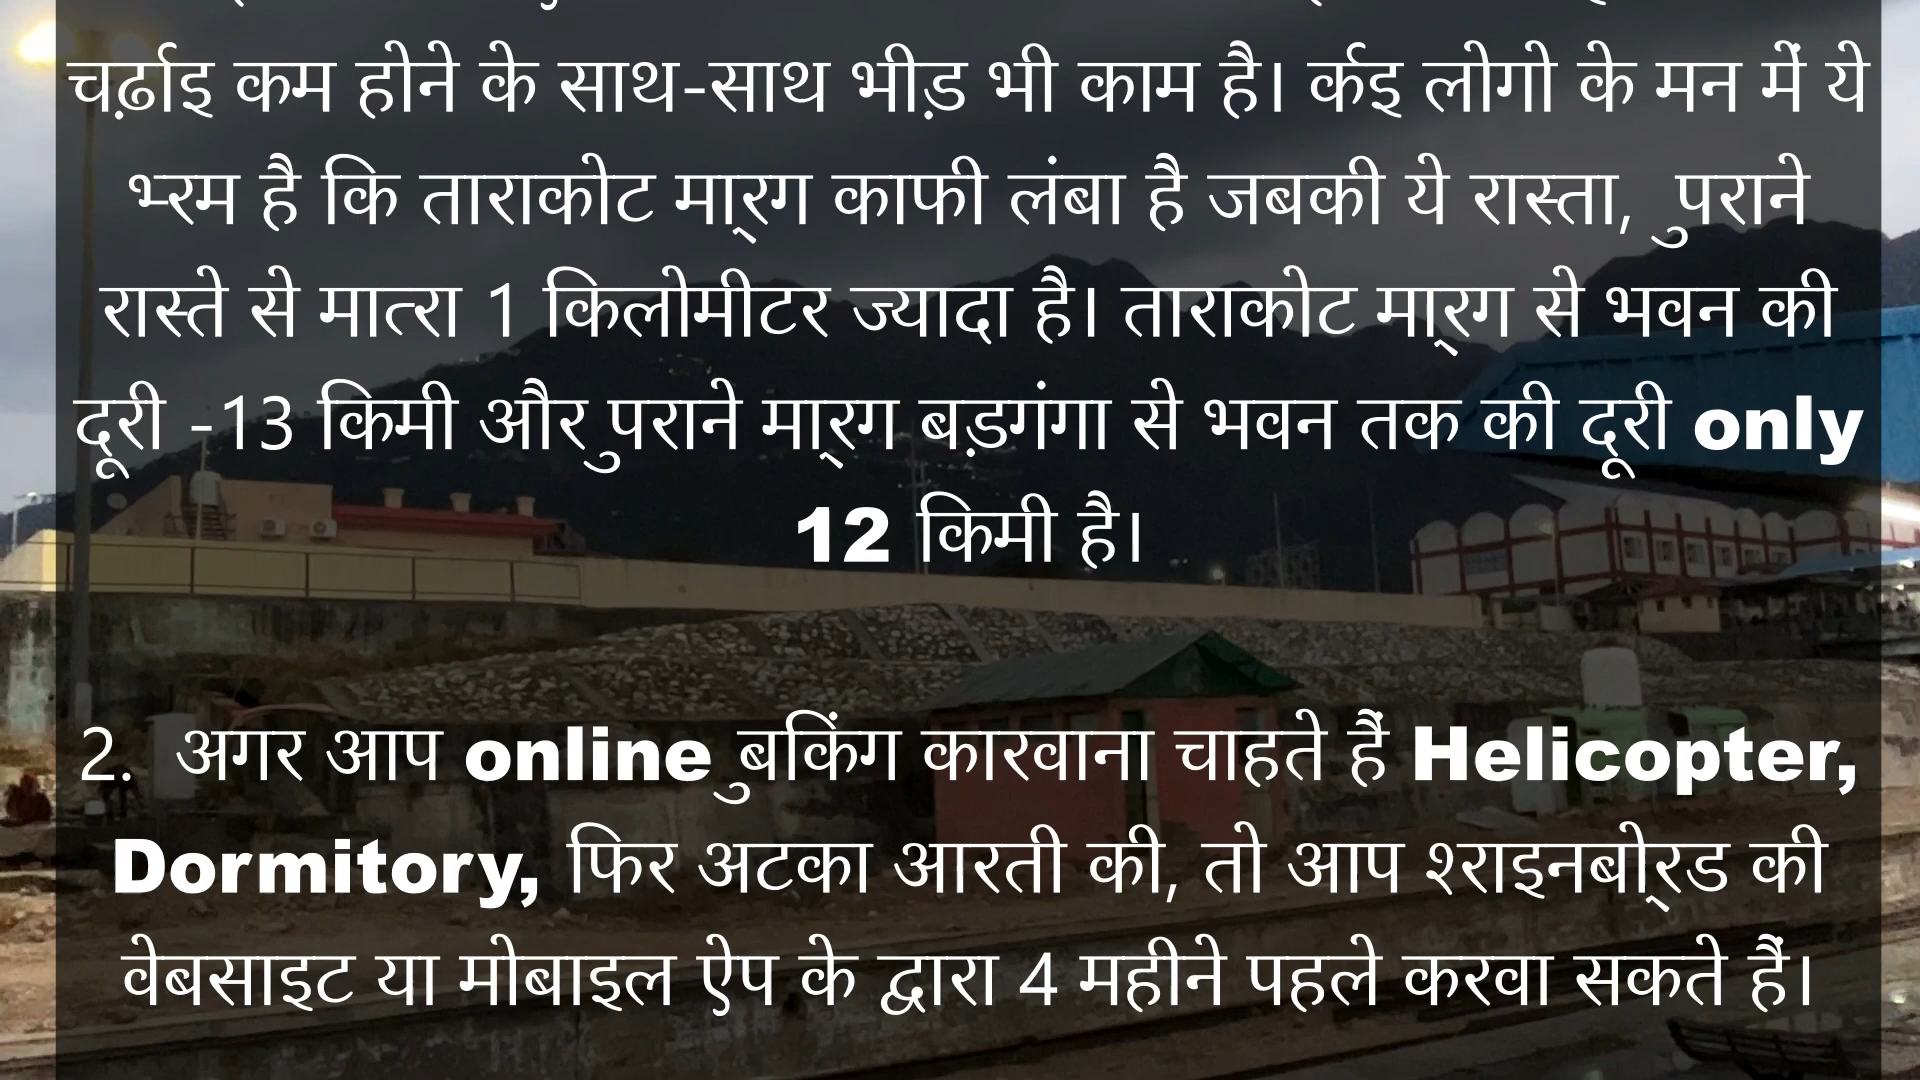 चढ़ाई कम होने के साथ-साथ भीड़ भी काम है। कई लोगो के मन में ये
भ्रम है कि ताराकोट मार्ग काफी लंबा है जबकी ये रास्ता, पुराने
रास्ते से मात्रा 1 किलोमीटर ज्यादा है। ताराकोट मार्ग से भवन की
दूरी -13 किमी और पुराने मार्ग बड़गंगा से भवन तक की दूरी only
12 किमी है।
2. अगर आप online बुकिंग कारवाना चाहते हैं Helicopter,
Dormitory, फिर अटका आरती की, तो आप श्राइनबोर्ड की
वेबसाइट या मोबाइल ऐप के द्वारा 4 महीने पहले करवा सकते हैं।